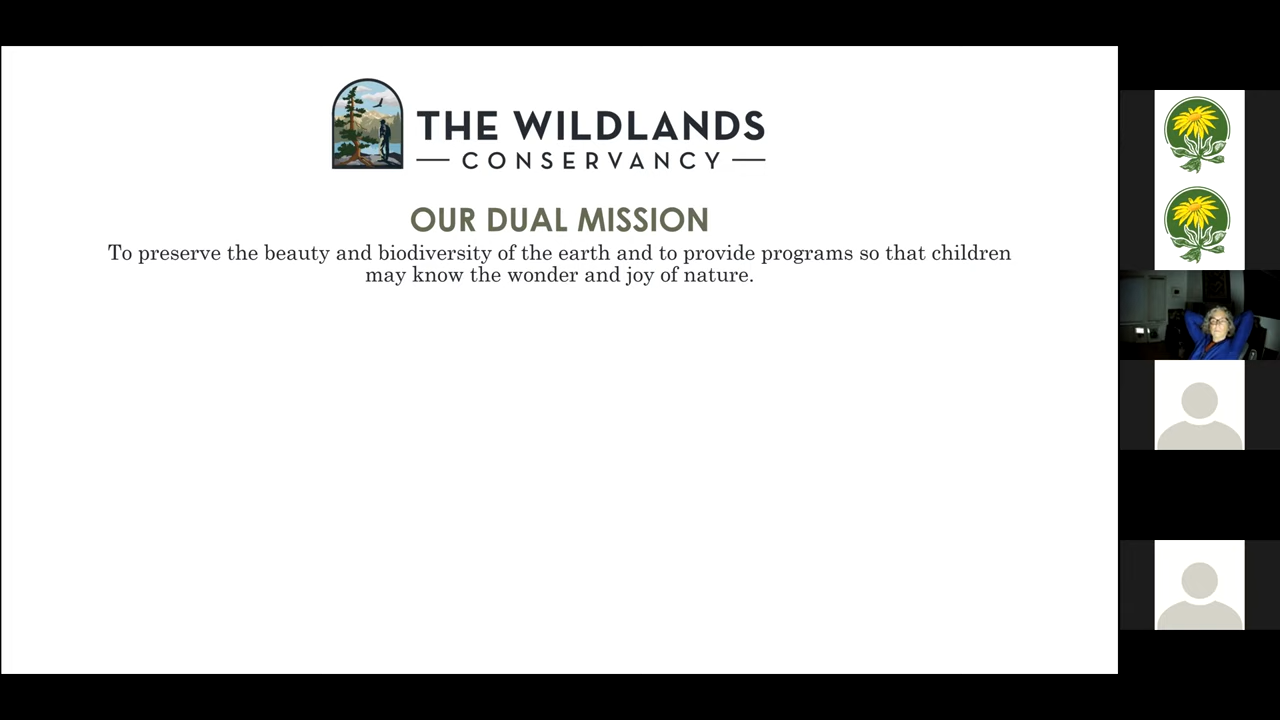 THE WILDLANDS
CONSERVANCY
OUR DUAL MISSION
To preserve the beauty and biodiversity of the earth and to provide programs so that children
may know the wonder and joy of nature.